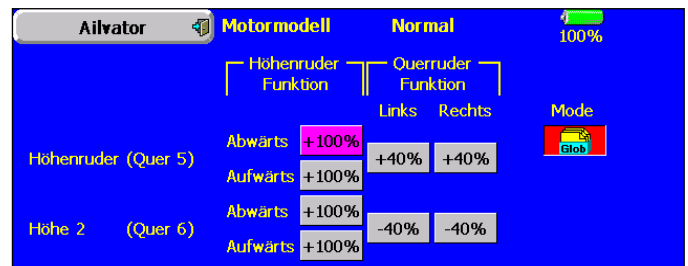 Ailvator Motormodell Normal 100%
Höhenruder Funktion Querruder Funktion
Links Rechts Mode
Abwärts +100%
Höhenruder (Quer 5) +40% +40% Glob
Aufwärts +100%
Abwärts +100%
Höhe 2 (Quer 6) -40% -40%
Aufwärts +100%